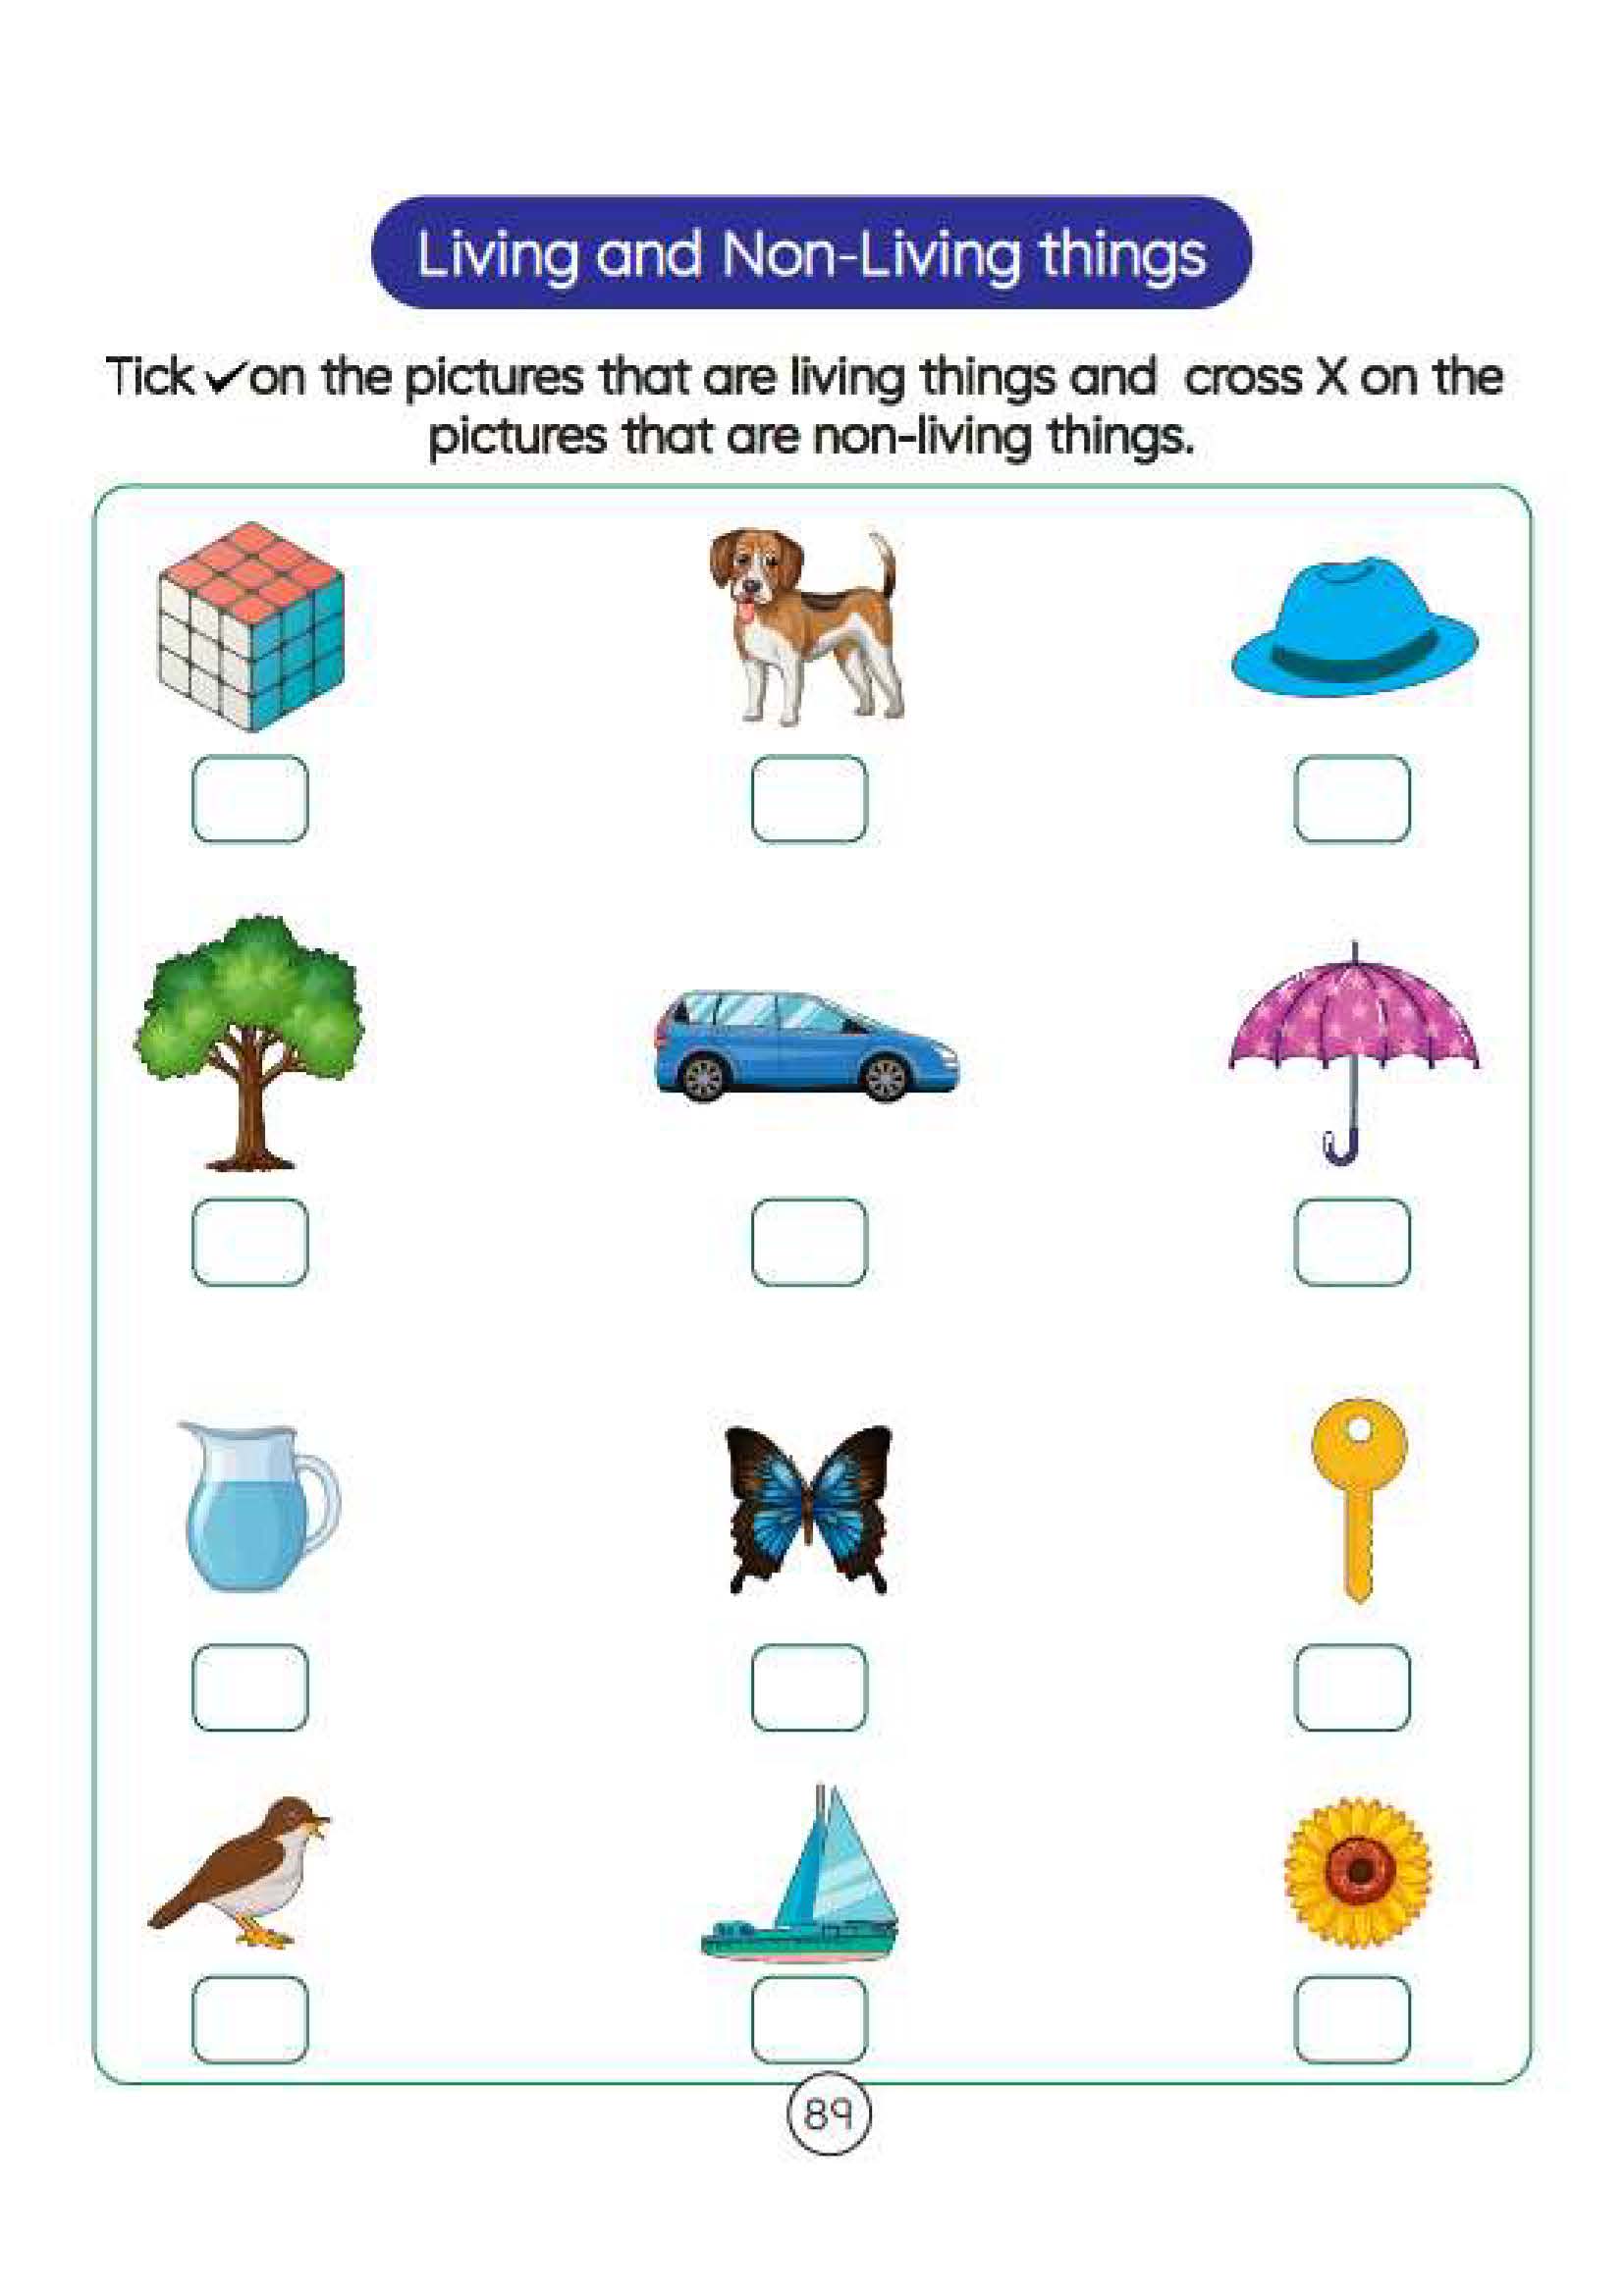 Living and Non-Living things
Tick ✓on the pictures that are living things and cross X on the
pictures that are non-living things.
89